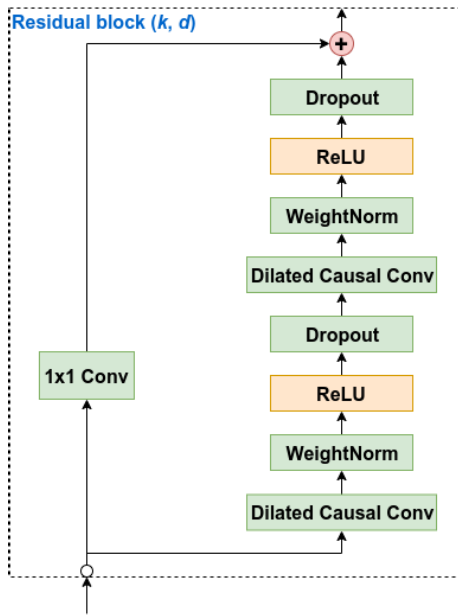 Residual block (k, d)
+
Dropout
ReLU
WeightNorm
Dilated Causal Conv
Dropout
1x1 Conv
ReLU
WeightNorm
Dilated Causal Conv